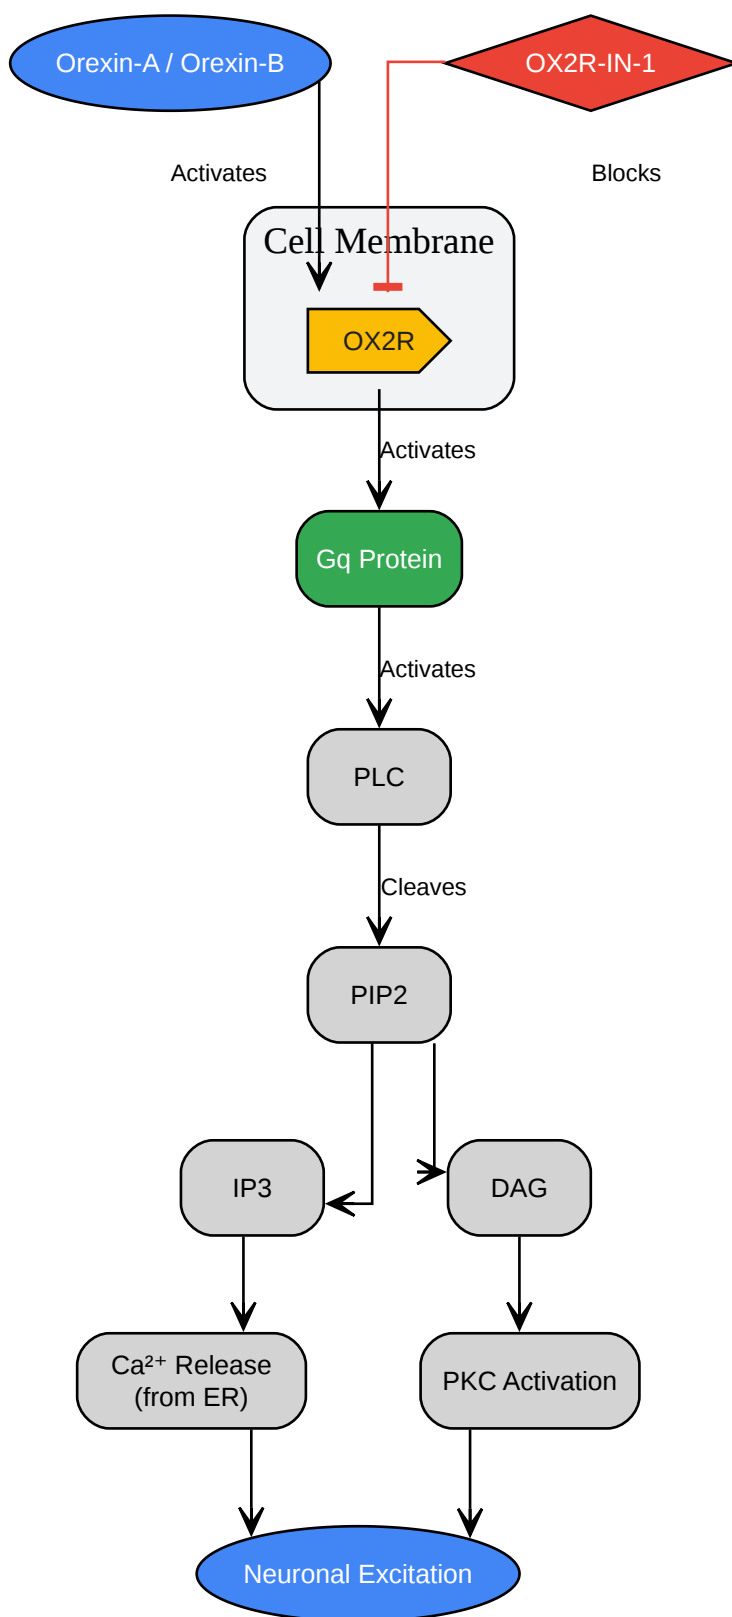 Orexin-A / Orexin-B
OX2R-IN-1
Activates
Blocks
Cell Membrane
OX2R
Activates
Gq Protein
Activates
PLC
Cleaves
PIP2
IP3
DAG
Ca²⁺ Release
(from ER)
PKC Activation
Neuronal Excitation